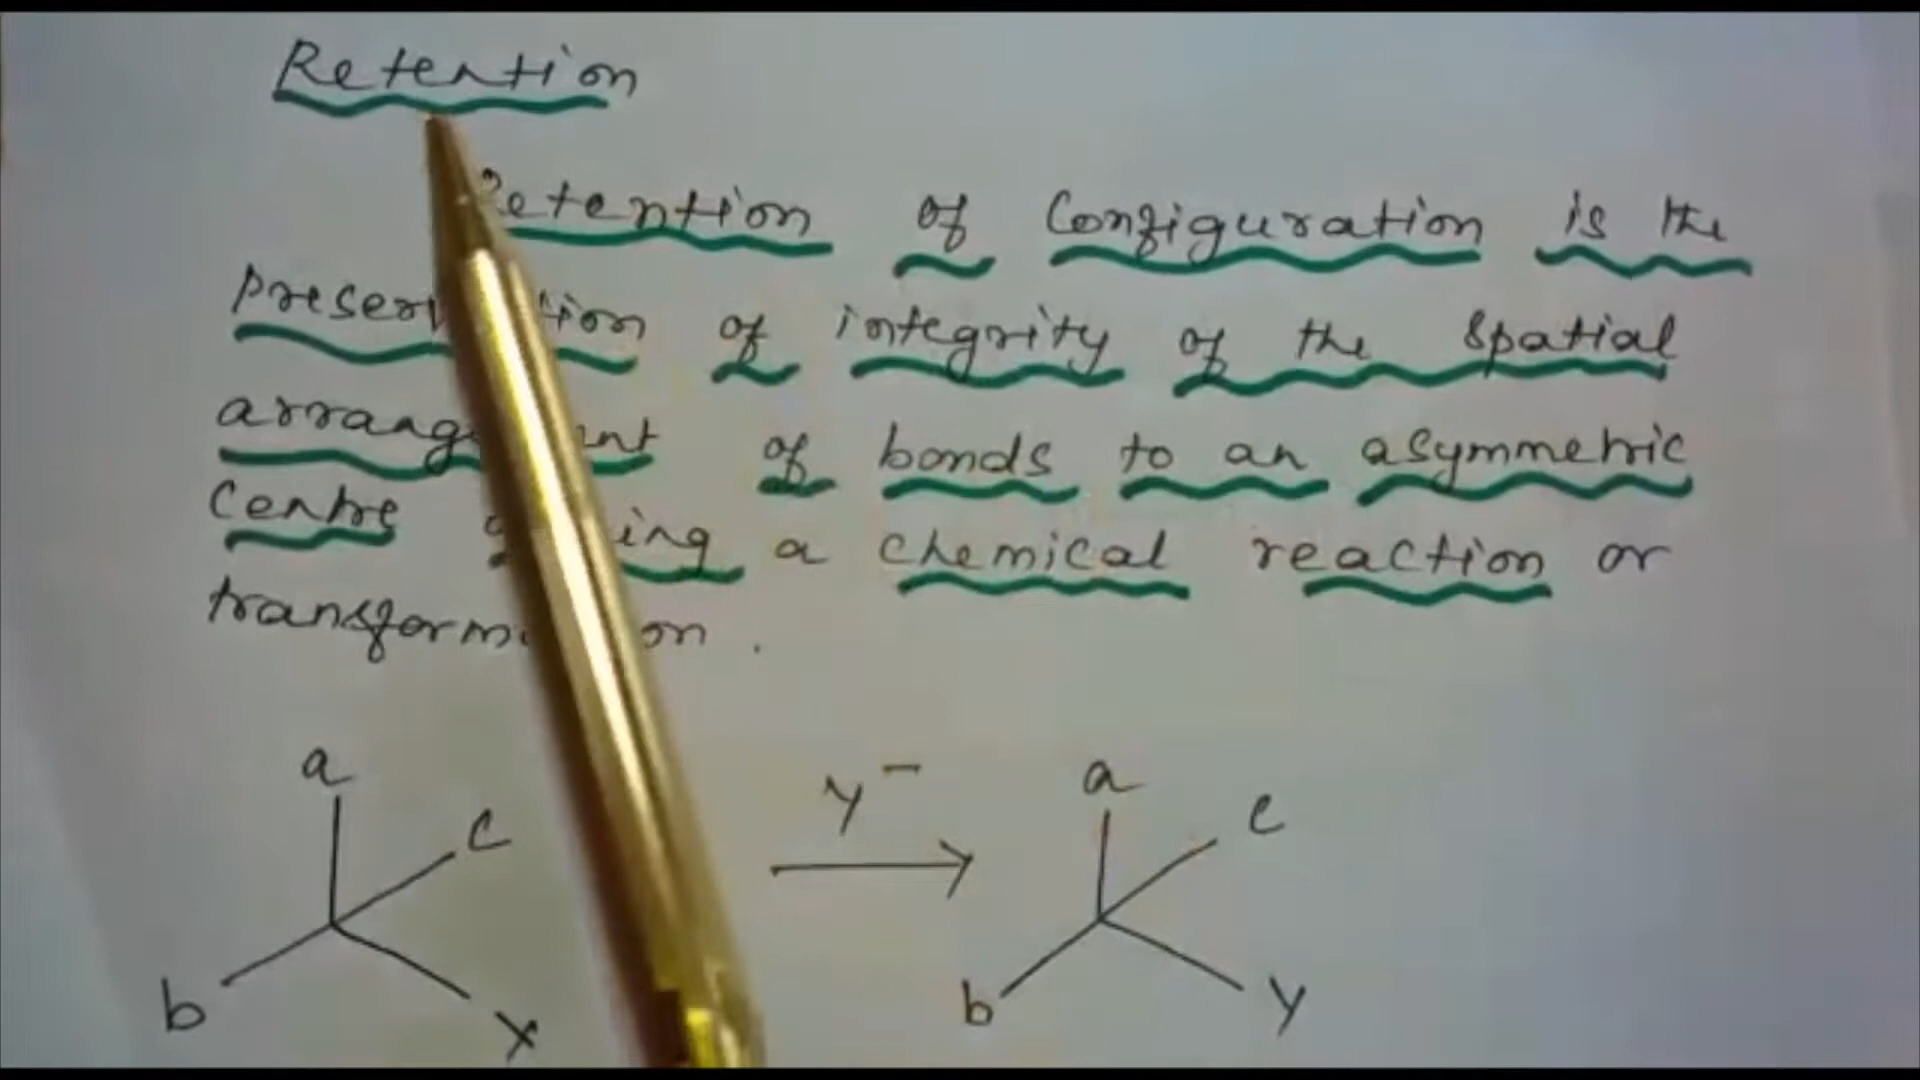 Retention
Retention of Configuration is the
preservation of integrity of the spatial
arrangement of bonds to an asymmetric
Centre during a chemical reaction or
transformation.
a
c
b
x
y⁻
a
c
b
y